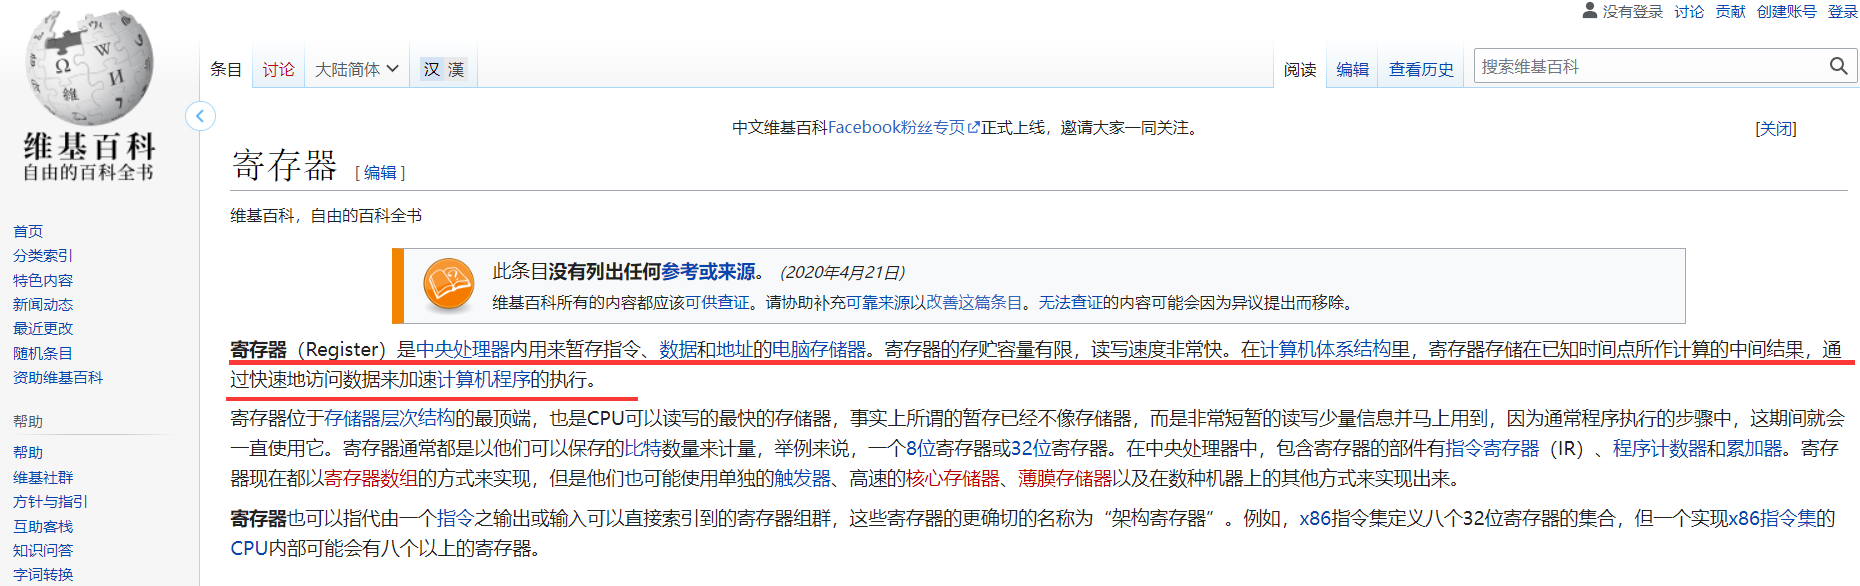 没有登录 讨论 贡献 创建账号 登录
条目 讨论 大陆简体 汉 漢 阅读 编辑 查看历史 搜索维基百科
维基百科
自由的百科全书
中文维基百科Facebook粉丝专页正式上线，邀请大家一同关注。 [关闭]
寄存器 [ 编辑 ]
维基百科，自由的百科全书
首页
分类索引
特色内容
新闻动态
最近更改
随机条目
资助维基百科
帮助
帮助
维基社群
方针与指引
互助客栈
知识问答
字词转换
此条目没有列出任何参考或来源。 (2020年4月21日)
维基百科所有的内容都应该可供查证。请协助补充可靠来源以改善这篇条目。无法查证的内容可能会因为异议提出而移除。
寄存器（Register）是中央处理器内用来暂存指令、数据和地址的电脑存储器。寄存器的存贮容量有限，读写速度非常快。在计算机体系结构里，寄存器存储在已知时间点所作计算的中间结果，通
过快速地访问数据来加速计算机程序的执行。
寄存器位于存储器层次结构的最顶端，也是CPU可以读写的最快的存储器，事实上所谓的暂存已经不像存储器，而是非常短暂的读写少量信息并马上用到，因为通常程序执行的步骤中，这期间就会
一直使用它。寄存器通常都是以他们可以保存的比特数量来计量，举例来说，一个8位寄存器或32位寄存器。在中央处理器中，包含寄存器的部件有指令寄存器（IR）、程序计数器和累加器。寄存
器现在都以寄存器数组的方式来实现，但是他们也可能使用单独的触发器、高速的核心存储器、薄膜存储器以及在数种机器上的其他方式来实现出来。
寄存器也可以指代由一个指令之输出或输入可以直接索引到的寄存器组群，这些寄存器的更确切的名称为“架构寄存器”。例如，x86指令集定义八个32位寄存器的集合，但一个实现x86指令集的
CPU内部可能会有八个以上的寄存器。